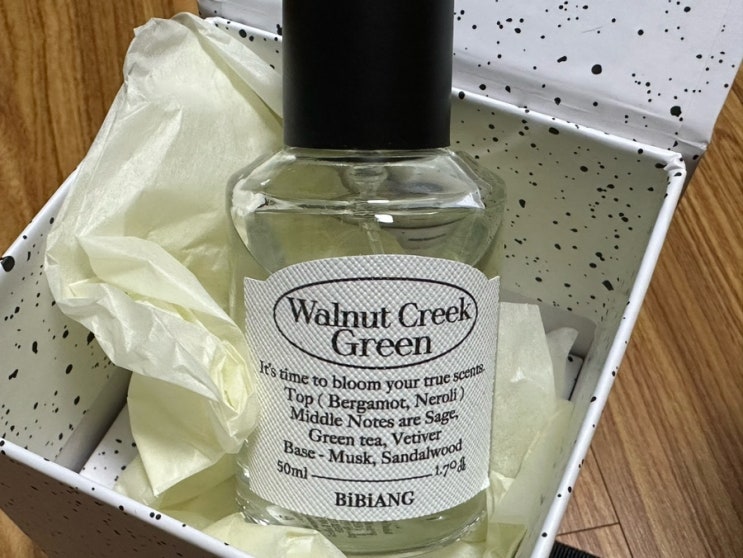 Walnut Creek
Green
It's time to bloom your true scents.
Top ( Bergamot, Neroli )
Middle Notes are Sage,
Green tea, Vetiver
Base - Musk, Sandalwood
50ml 1.70
BiBiANG